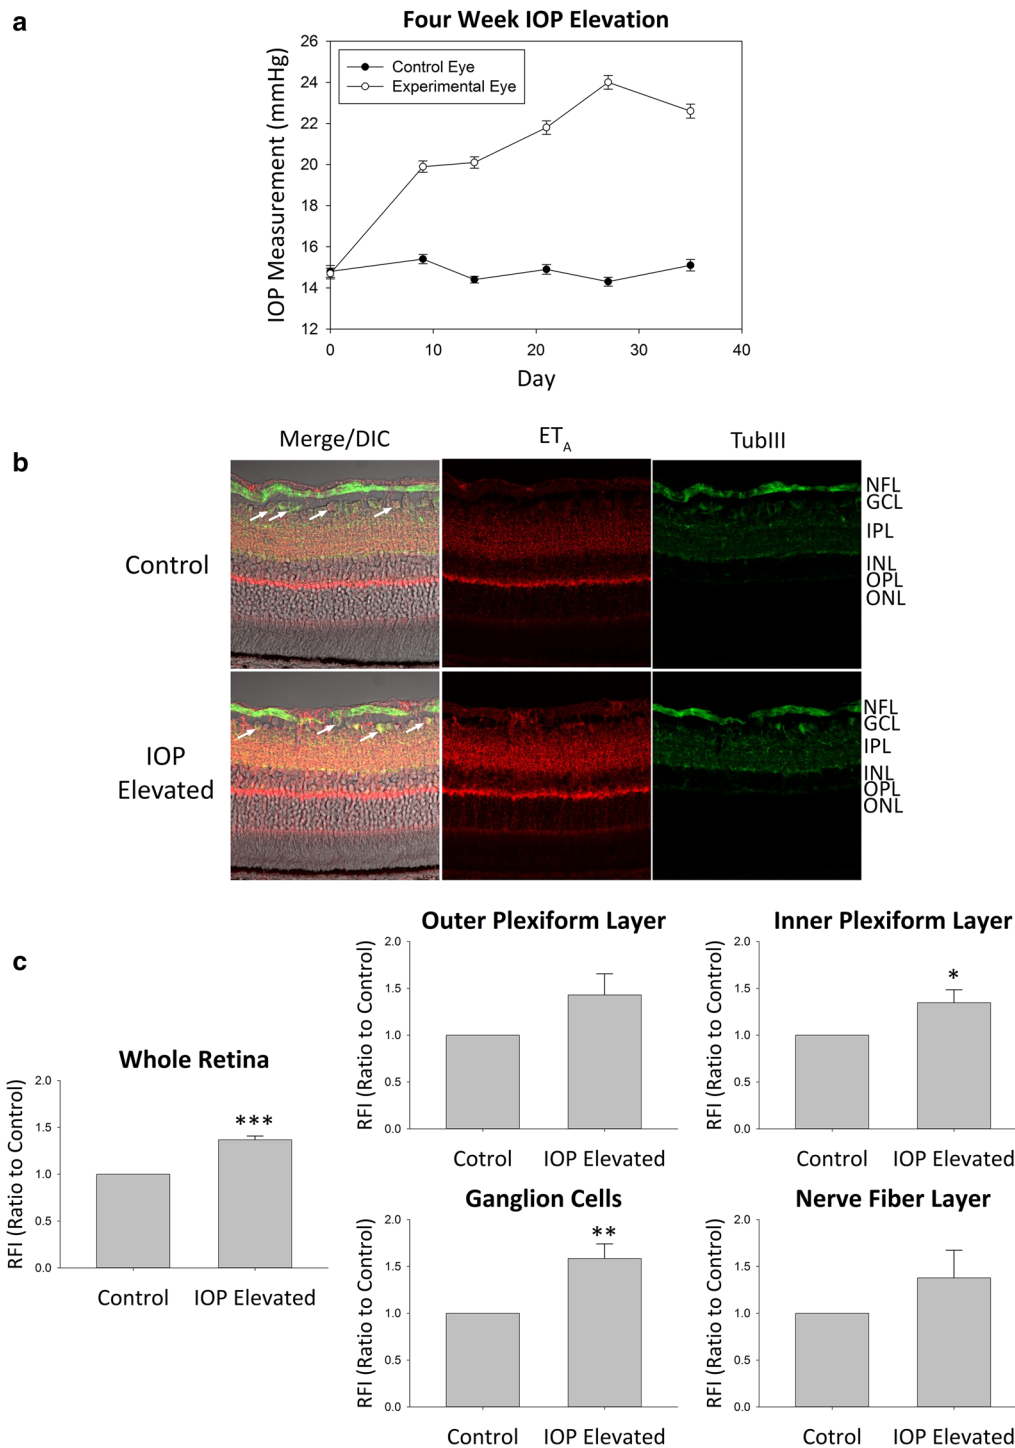 a
Four Week IOP Elevation
IOP Measurement (mmHg)
26
24
22
20
18
16
14
12
Control Eye
Experimental Eye
0 10 20 30 40
Day
b
Merge/DIC ET_A TubIII
Control
NFL
GCL
IPL
INL
OPL
ONL
IOP
Elevated
NFL
GCL
IPL
INL
OPL
ONL
c
Whole Retina
RFI (Ratio to Control)
2.0
1.5
1.0
0.5
0.0
***
Control IOP Elevated
Outer Plexiform Layer
RFI (Ratio to Control)
2.0
1.5
1.0
0.5
0.0
Cotrol IOP Elevated
Inner Plexiform Layer
RFI (Ratio to Control)
2.0
1.5
1.0
0.5
0.0
*
Control IOP Elevated
Ganglion Cells
RFI (Ratio to Control)
2.0
1.5
1.0
0.5
0.0
**
Control IOP Elevated
Nerve Fiber Layer
RFI (Ratio to Control)
2.0
1.5
1.0
0.5
0.0
Cotrol IOP Elevated